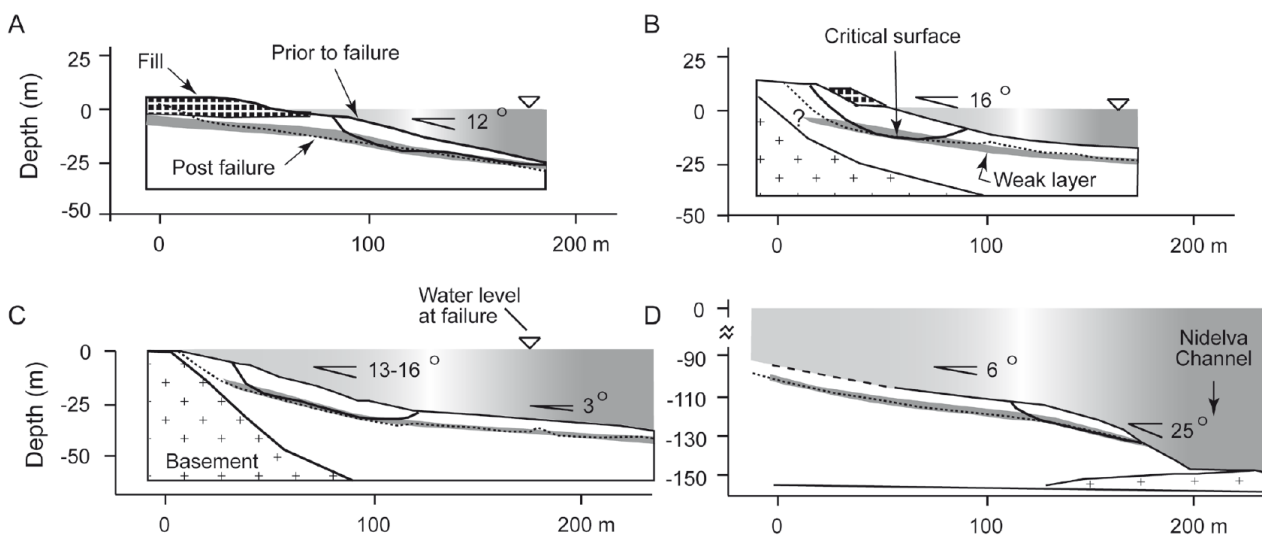 A
Depth (m)
25
0
-25
-50
Fill
Prior to failure
12°
Post failure
0
100
200 m
B
25
0
-25
-50
Critical surface
16°
?
Weak layer
0
100
200 m
C
Depth (m)
0
-25
-50
Water level
at failure
13-16°
3°
Basement
0
100
200 m
D
0
-90
-110
-130
-150
6°
Nidelva
Channel
25°
0
100
200 m